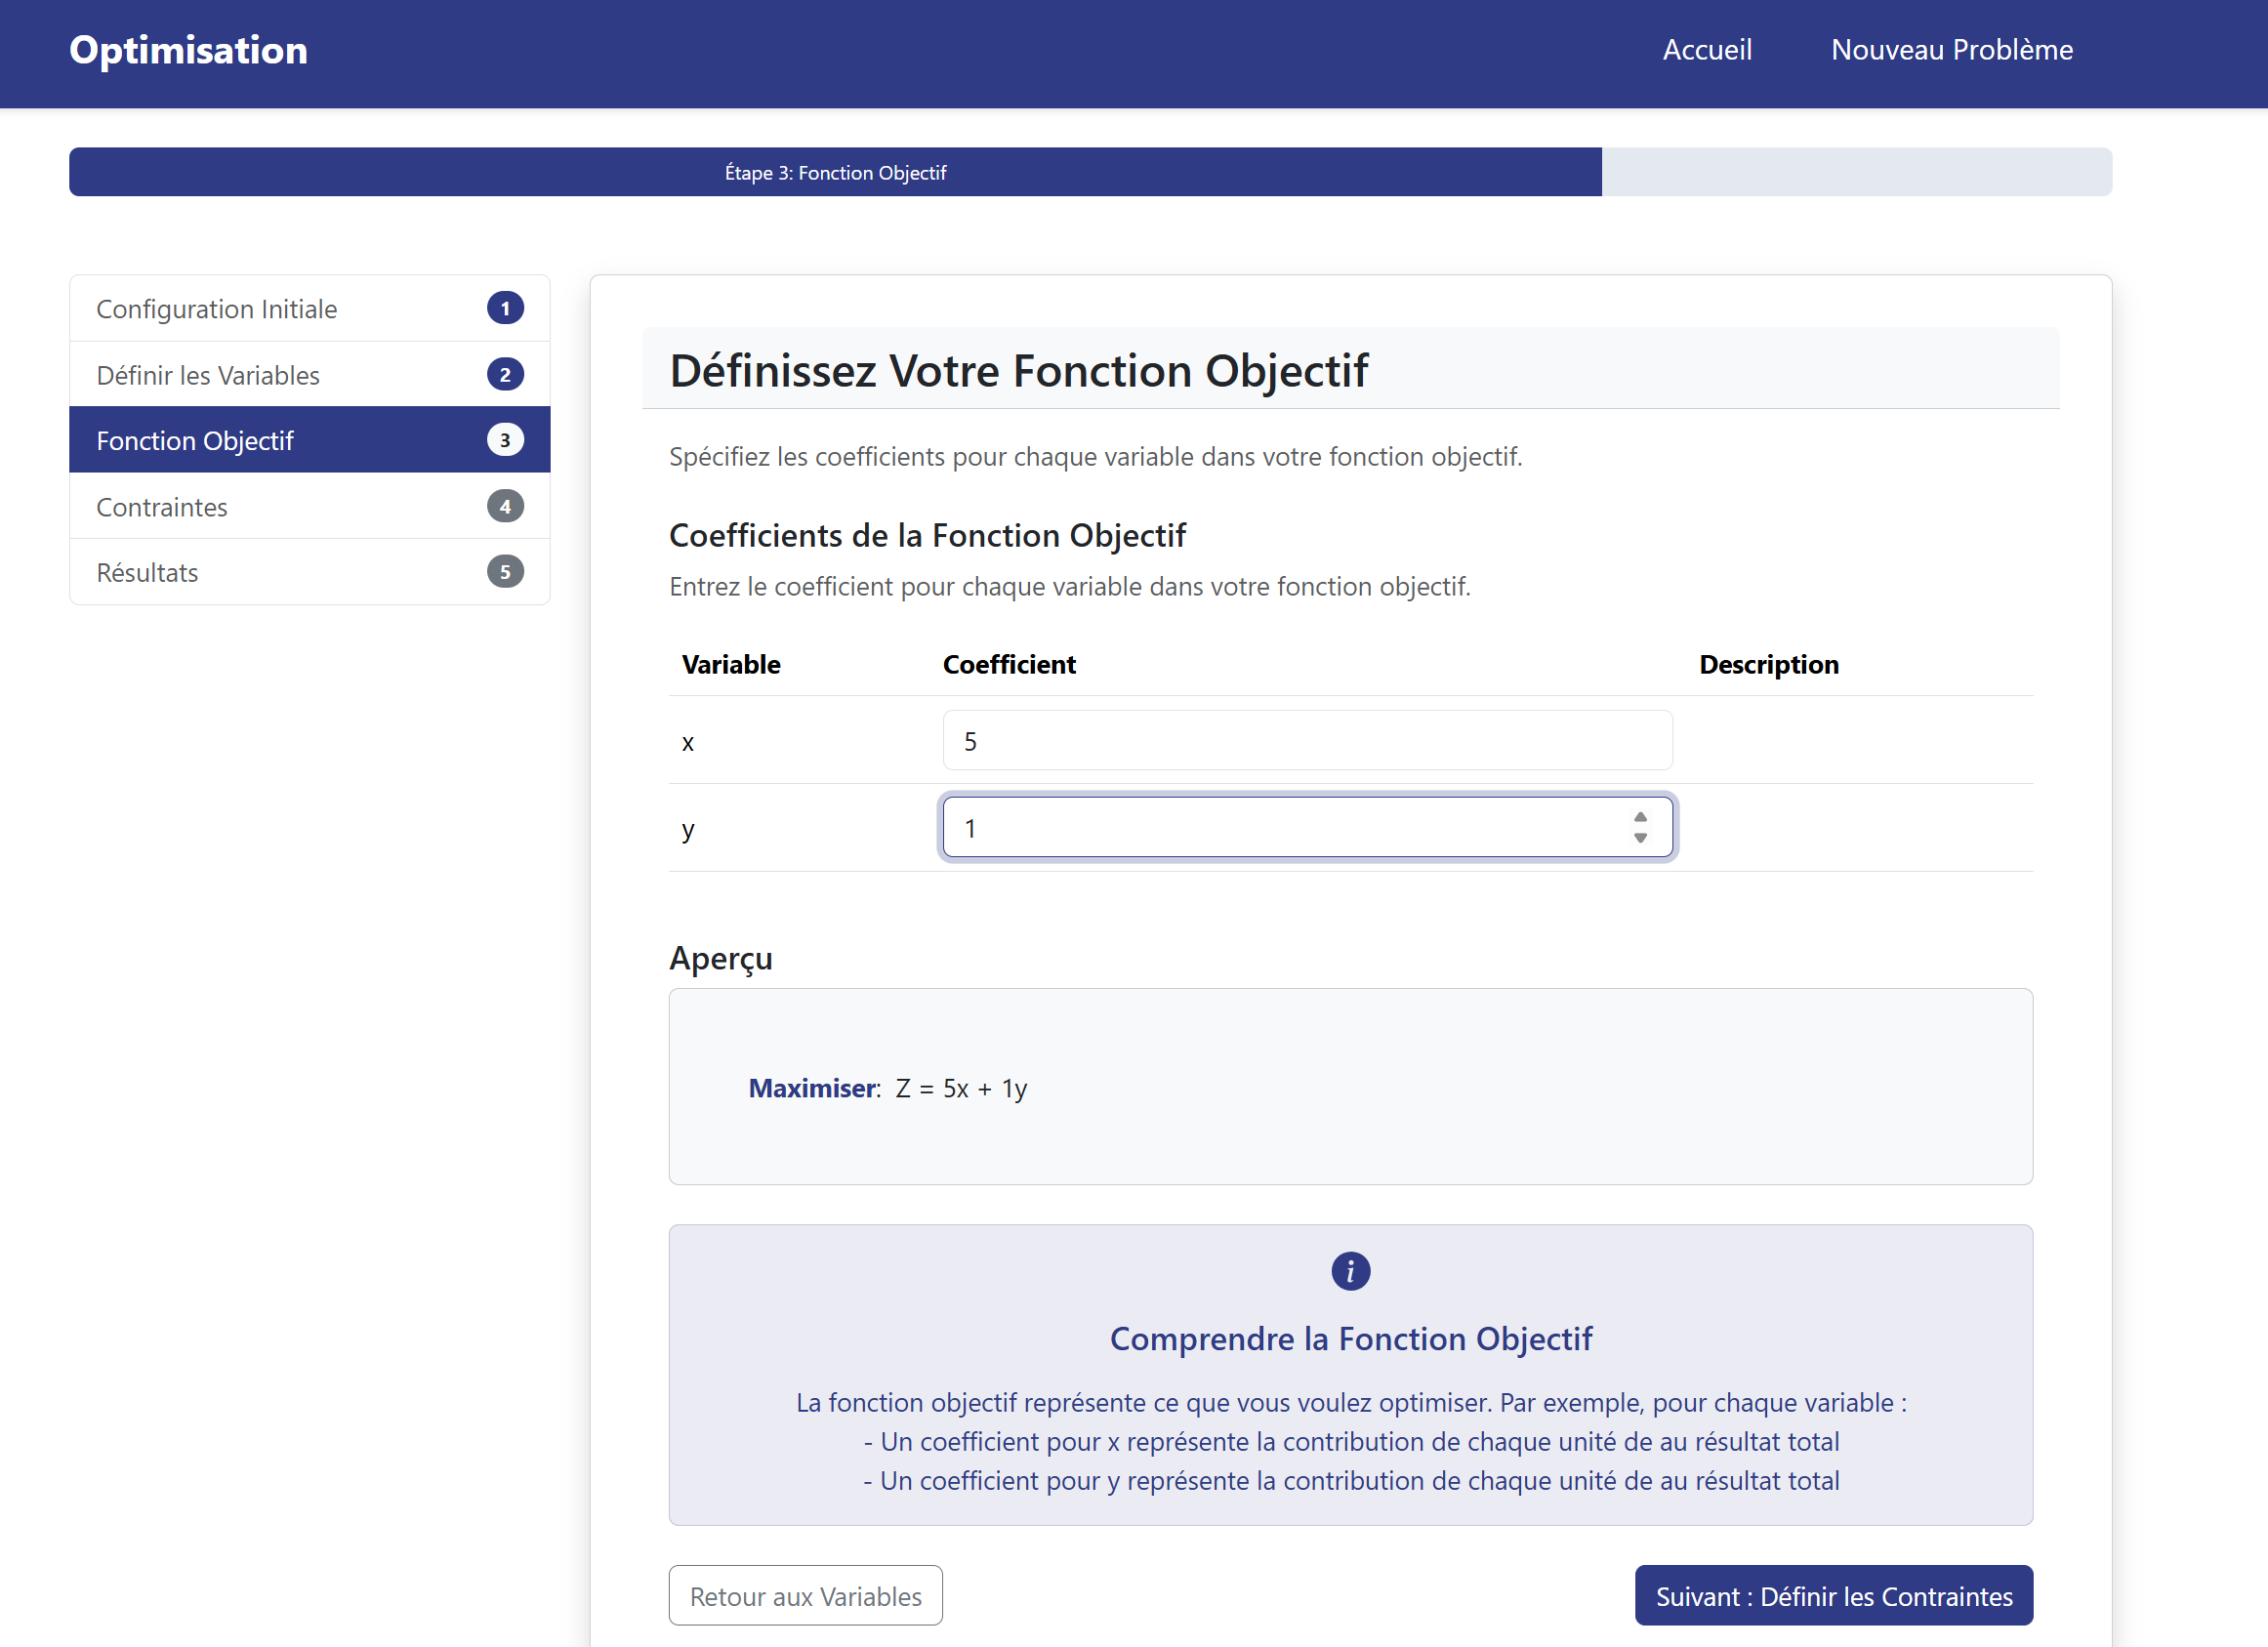 Optimisation
Accueil
Nouveau Problème
Étape 3: Fonction Objectif
Configuration Initiale 1
Définir les Variables 2
Fonction Objectif 3
Contraintes 4
Résultats 5
Définissez Votre Fonction Objectif
Spécifiez les coefficients pour chaque variable dans votre fonction objectif.
Coefficients de la Fonction Objectif
Entrez le coefficient pour chaque variable dans votre fonction objectif.
Variable Coefficient Description
x 5
y 1
Aperçu
Maximiser: Z = 5x + 1y
i
Comprendre la Fonction Objectif
La fonction objectif représente ce que vous voulez optimiser. Par exemple, pour chaque variable :
- Un coefficient pour x représente la contribution de chaque unité de au résultat total
- Un coefficient pour y représente la contribution de chaque unité de au résultat total
Retour aux Variables
Suivant : Définir les Contraintes